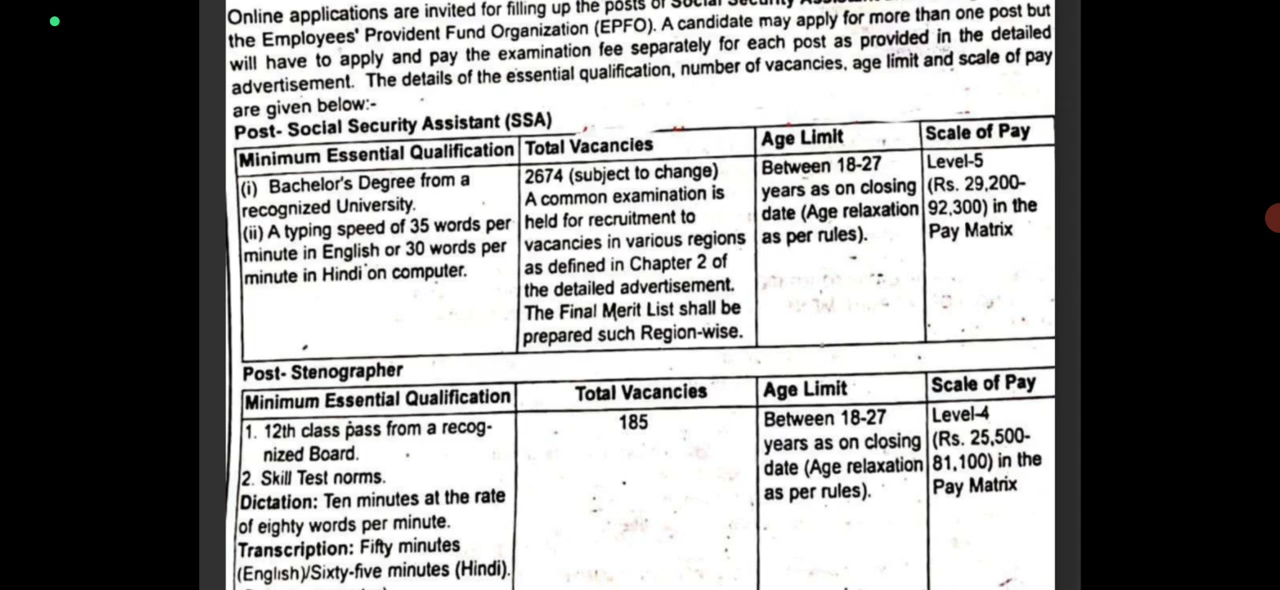 Online applications are invited for filling up the posts of Social Security
the Employees' Provident Fund Organization (EPFO). A candidate may apply for more than one post but
will have to apply and pay the examination fee separately for each post as provided in the detailed
advertisement. The details of the essential qualification, number of vacancies, age limit and scale of pay
are given below:-
Post- Social Security Assistant (SSA)
Minimum Essential Qualification
(i) Bachelor's Degree from a
recognized University.
(ii) A typing speed of 35 words per
minute in English or 30 words per
minute in Hindi on computer.
Total Vacancies
2674 (subject to change)
A common examination is
held for recruitment to
vacancies in various regions
as defined in Chapter 2 of
the detailed advertisement.
The Final Merit List shall be
prepared such Region-wise.
Age Limit
Between 18-27
years as on closing
date (Age relaxation
as per rules).
Scale of Pay
Level-5
(Rs. 29,200-
92,300) in the
Pay Matrix
Post- Stenographer
Minimum Essential Qualification
1. 12th class pass from a recog-
nized Board.
2. Skill Test norms.
Dictation: Ten minutes at the rate
of eighty words per minute.
Transcription: Fifty minutes
(English)/Sixty-five minutes (Hindi).
Total Vacancies
185
Age Limit
Between 18-27
years as on closing
date (Age relaxation
as per rules).
Scale of Pay
Level-4
(Rs. 25,500-
81,100) in the
Pay Matrix